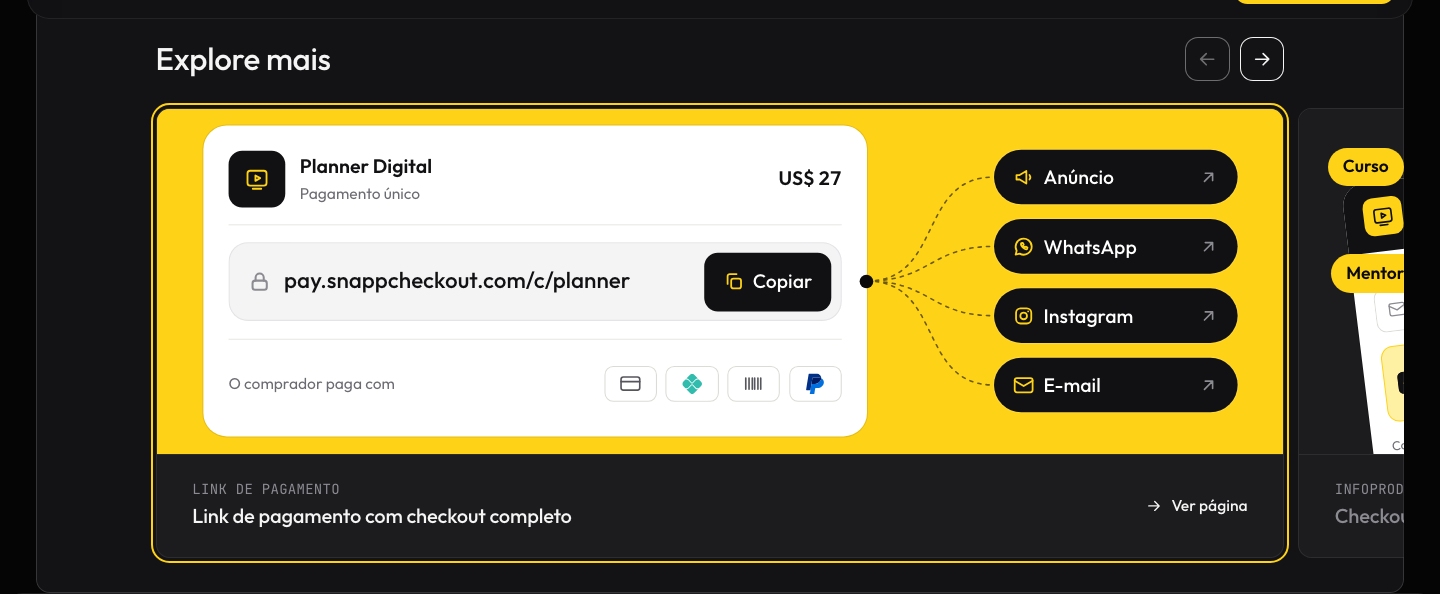 Explore mais
Planner Digital
Pagamento único
US$ 27
pay.snappcheckout.com/c/planner
Copiar
O comprador paga com
Anúncio
WhatsApp
Instagram
E-mail
LINK DE PAGAMENTO
Link de pagamento com checkout completo
Ver página
Curso
Mentor
INFOPROD